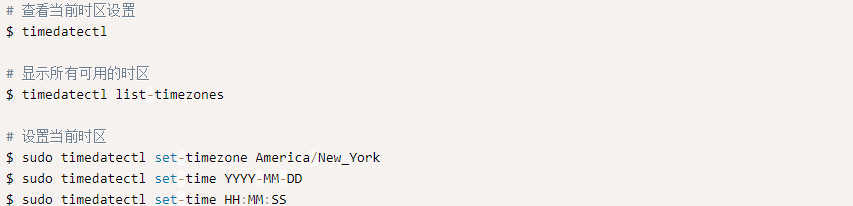 # 查看当前时区设置
$ timedatectl
# 显示所有可用的时区
$ timedatectl list-timezones
# 设置当前时区
$ sudo timedatectl set-timezone America/New_York
$ sudo timedatectl set-time YYYY-MM-DD
$ sudo timedatectl set-time HH:MM:SS